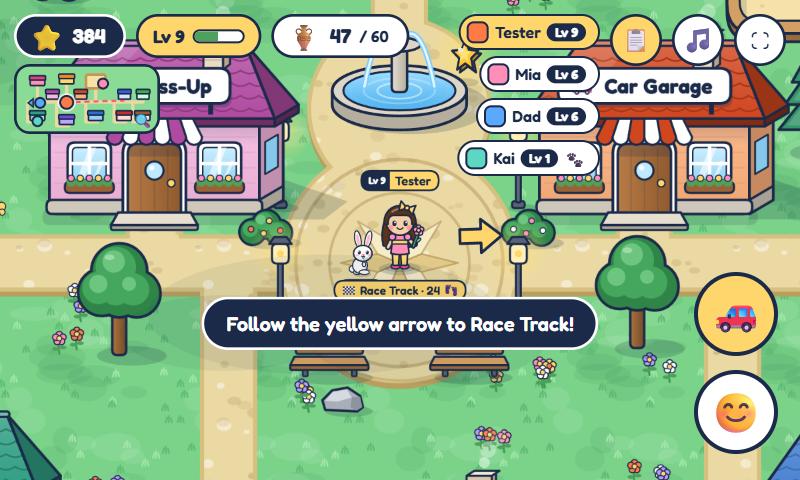 384
Lv 9
47 / 60
Tester Lv 9
Mia Lv 6
Dad Lv 6
Kai Lv 1
ss-Up
Car Garage
Lv 9 Tester
Race Track · 24
Follow the yellow arrow to Race Track!